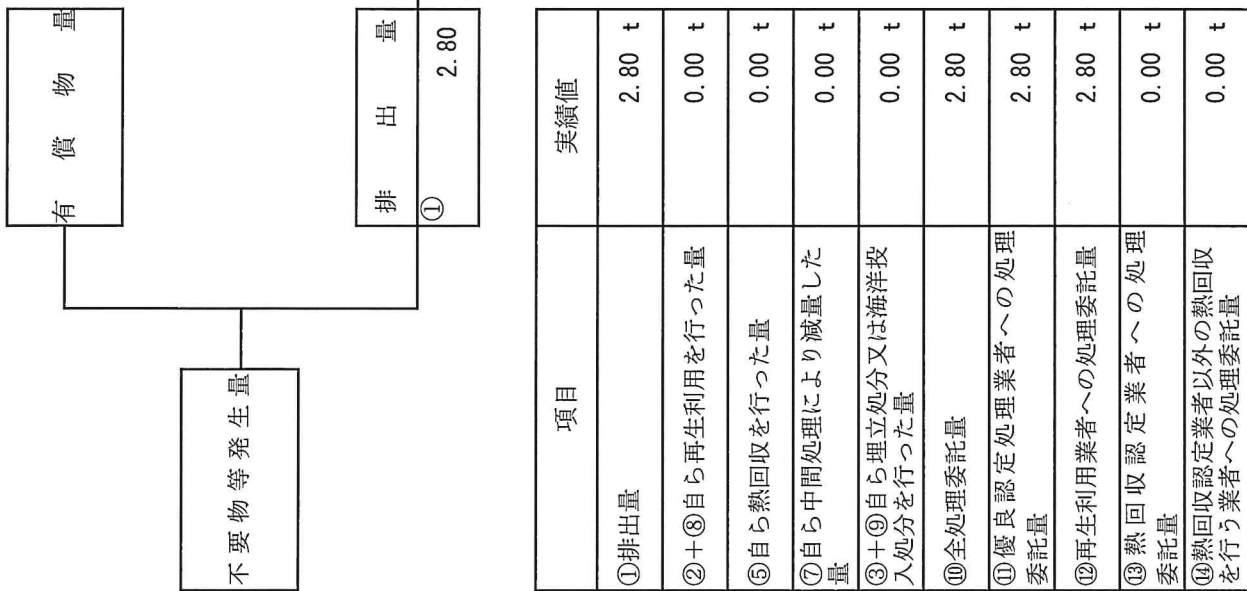 有償物量
不要物等発生量
排出量
①
2.80
項目 実績値
①排出量 2.80 t
②+⑧自ら再生利用を行った量 0.00 t
⑤自ら熱回収を行った量 0.00 t
⑦自ら中間処理により減量した
量 0.00 t
③+⑨自ら埋立処分又は海洋投
入処分を行った量 0.00 t
⑩全処理委託量 2.80 t
⑪優良認定処理業者への処理
委託量 2.80 t
⑫再生利用業者への処理委託量 2.80 t
⑬熱回収認定業者への処理
委託量 0.00 t
⑭熱回収認定業者以外の熱回収
を行う業者への処理委託量 0.00 t